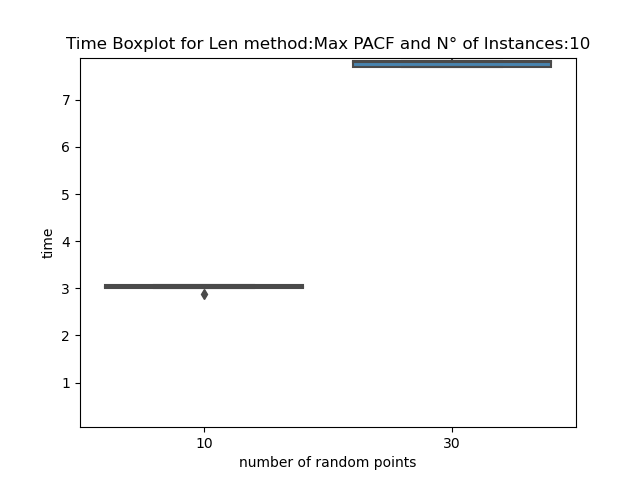 Time Boxplot for Len method:Max PACF and N° of Instances:10
7
6
5
4
3
2
1
time
10 30
number of random points